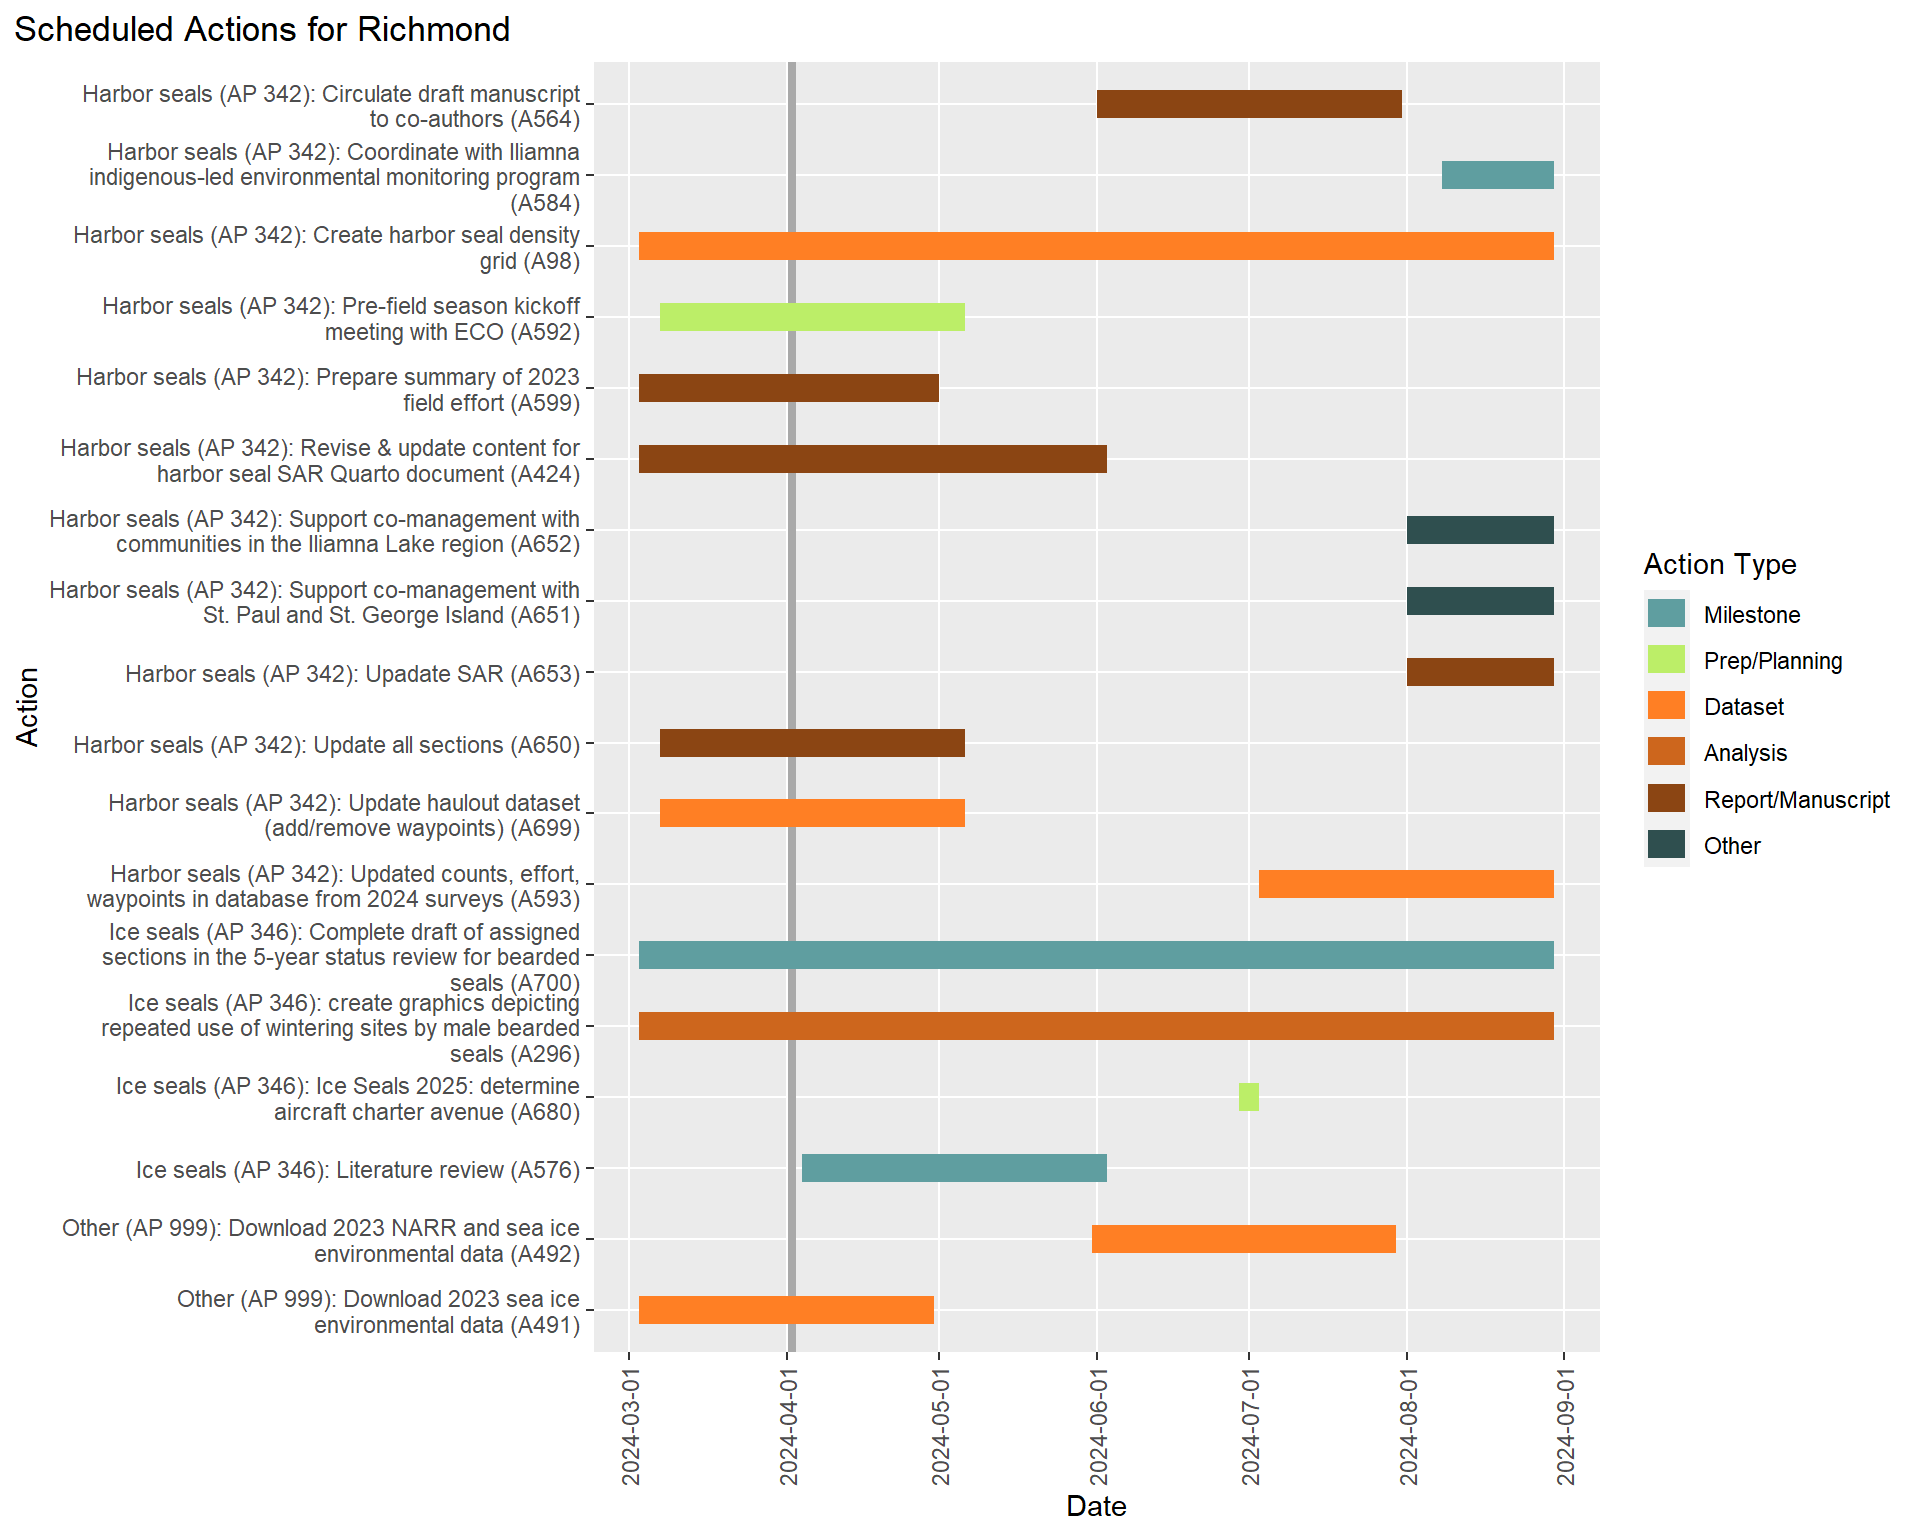 Scheduled Actions for Richmond
Harbor seals (AP 342): Circulate draft manuscript
to co-authors (A564)
Harbor seals (AP 342): Coordinate with Iliamna
indigenous-led environmental monitoring program
(A584)
Harbor seals (AP 342): Create harbor seal density
grid (A98)
Harbor seals (AP 342): Pre-field season kickoff
meeting with ECO (A592)
Harbor seals (AP 342): Prepare summary of 2023
field effort (A599)
Harbor seals (AP 342): Revise & update content for
harbor seal SAR Quarto document (A424)
Harbor seals (AP 342): Support co-management with
communities in the Iliamna Lake region (A652)
Harbor seals (AP 342): Support co-management with
St. Paul and St. George Island (A651)
Harbor seals (AP 342): Upadate SAR (A653)
Harbor seals (AP 342): Update all sections (A650)
Harbor seals (AP 342): Update haulout dataset
(add/remove waypoints) (A699)
Harbor seals (AP 342): Updated counts, effort,
waypoints in database from 2024 surveys (A593)
Ice seals (AP 346): Complete draft of assigned
sections in the 5-year status review for bearded
seals (A700)
Ice seals (AP 346): create graphics depicting
repeated use of wintering sites by male bearded
seals (A296)
Ice seals (AP 346): Ice Seals 2025: determine
aircraft charter avenue (A680)
Ice seals (AP 346): Literature review (A576)
Other (AP 999): Download 2023 NARR and sea ice
environmental data (A492)
Other (AP 999): Download 2023 sea ice
environmental data (A491)
Action
2024-03-01
2024-04-01
2024-05-01
2024-06-01
2024-07-01
2024-08-01
2024-09-01
Date
Action Type
Milestone
Prep/Planning
Dataset
Analysis
Report/Manuscript
Other